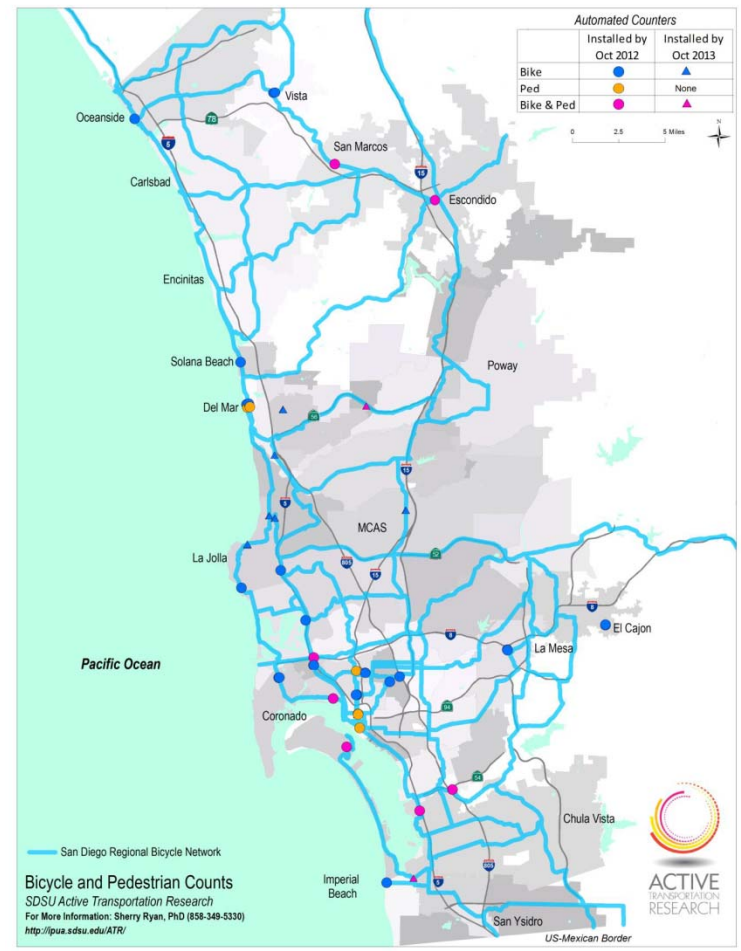 Automated Counters
Installed by Oct 2012
Installed by Oct 2013
Bike
Ped
None
Bike & Ped
N
0 2.5 5 Miles
Vista
Oceanside
78
5
San Marcos
15
Carlsbad
Escondido
Encinitas
Solana Beach
Poway
Del Mar
56
15
5
MCAS
52
La Jolla
805
15
8
El Cajon
8
La Mesa
Pacific Ocean
94
Coronado
54
Chula Vista
San Diego Regional Bicycle Network
805
Imperial Beach
5
Bicycle and Pedestrian Counts
SDSU Active Transportation Research
For More Information: Sherry Ryan, PhD (858-349-5330)
http://ipua.sdsu.edu/ATR/
San Ysidro
US-Mexican Border
ACTIVE
TRANSPORTATION
RESEARCH